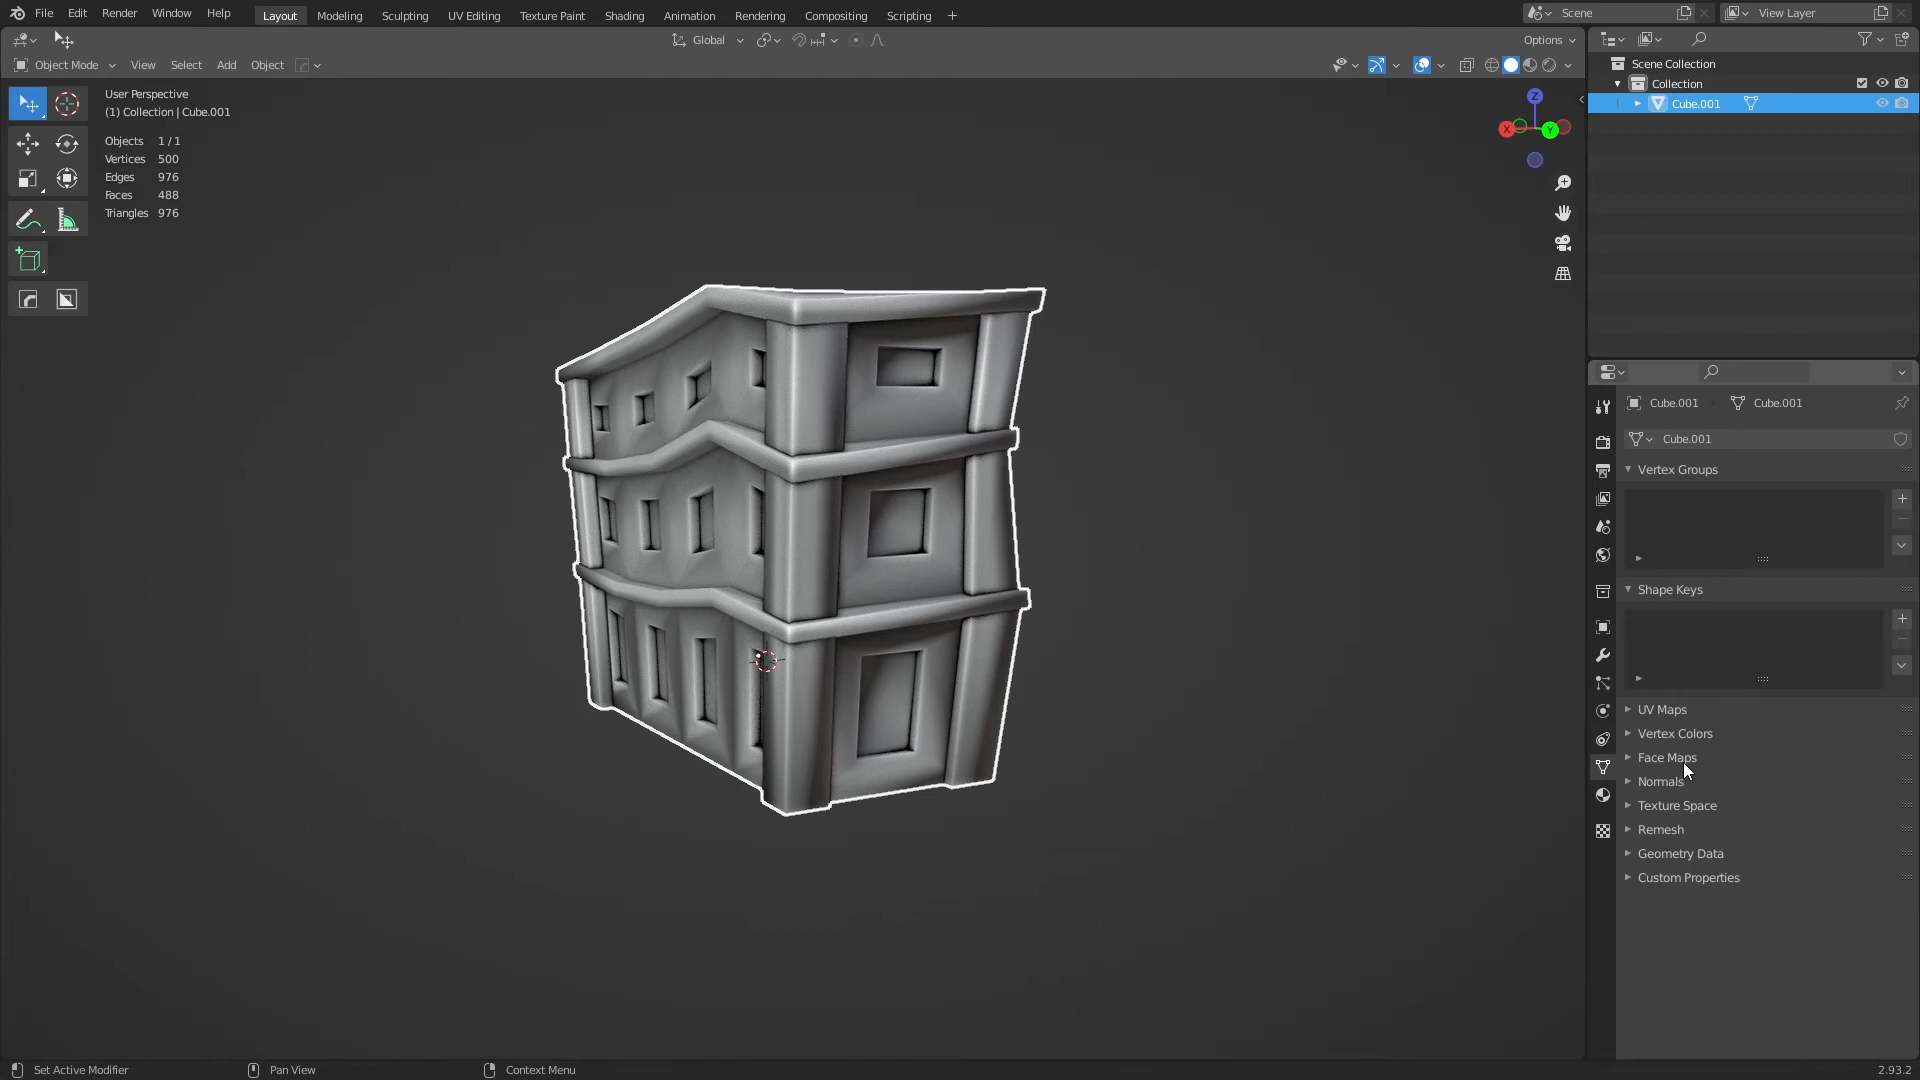 File Edit Render Window Help Layout Modeling Sculpting UV Editing Texture Paint Shading Animation Rendering Compositing Scripting + Scene View Layer
Global Options
Object Mode View Select Add Object
User Perspective
(1) Collection | Cube.001
Objects 1 / 1
Vertices 500
Edges 976
Faces 488
Triangles 976
Z
X
Y
Scene Collection
Collection
Cube.001
Cube.001 Cube.001
Cube.001
Vertex Groups
Shape Keys
UV Maps
Vertex Colors
Face Maps
Normals
Texture Space
Remesh
Geometry Data
Custom Properties
Set Active Modifier Pan View Context Menu 2.93.2